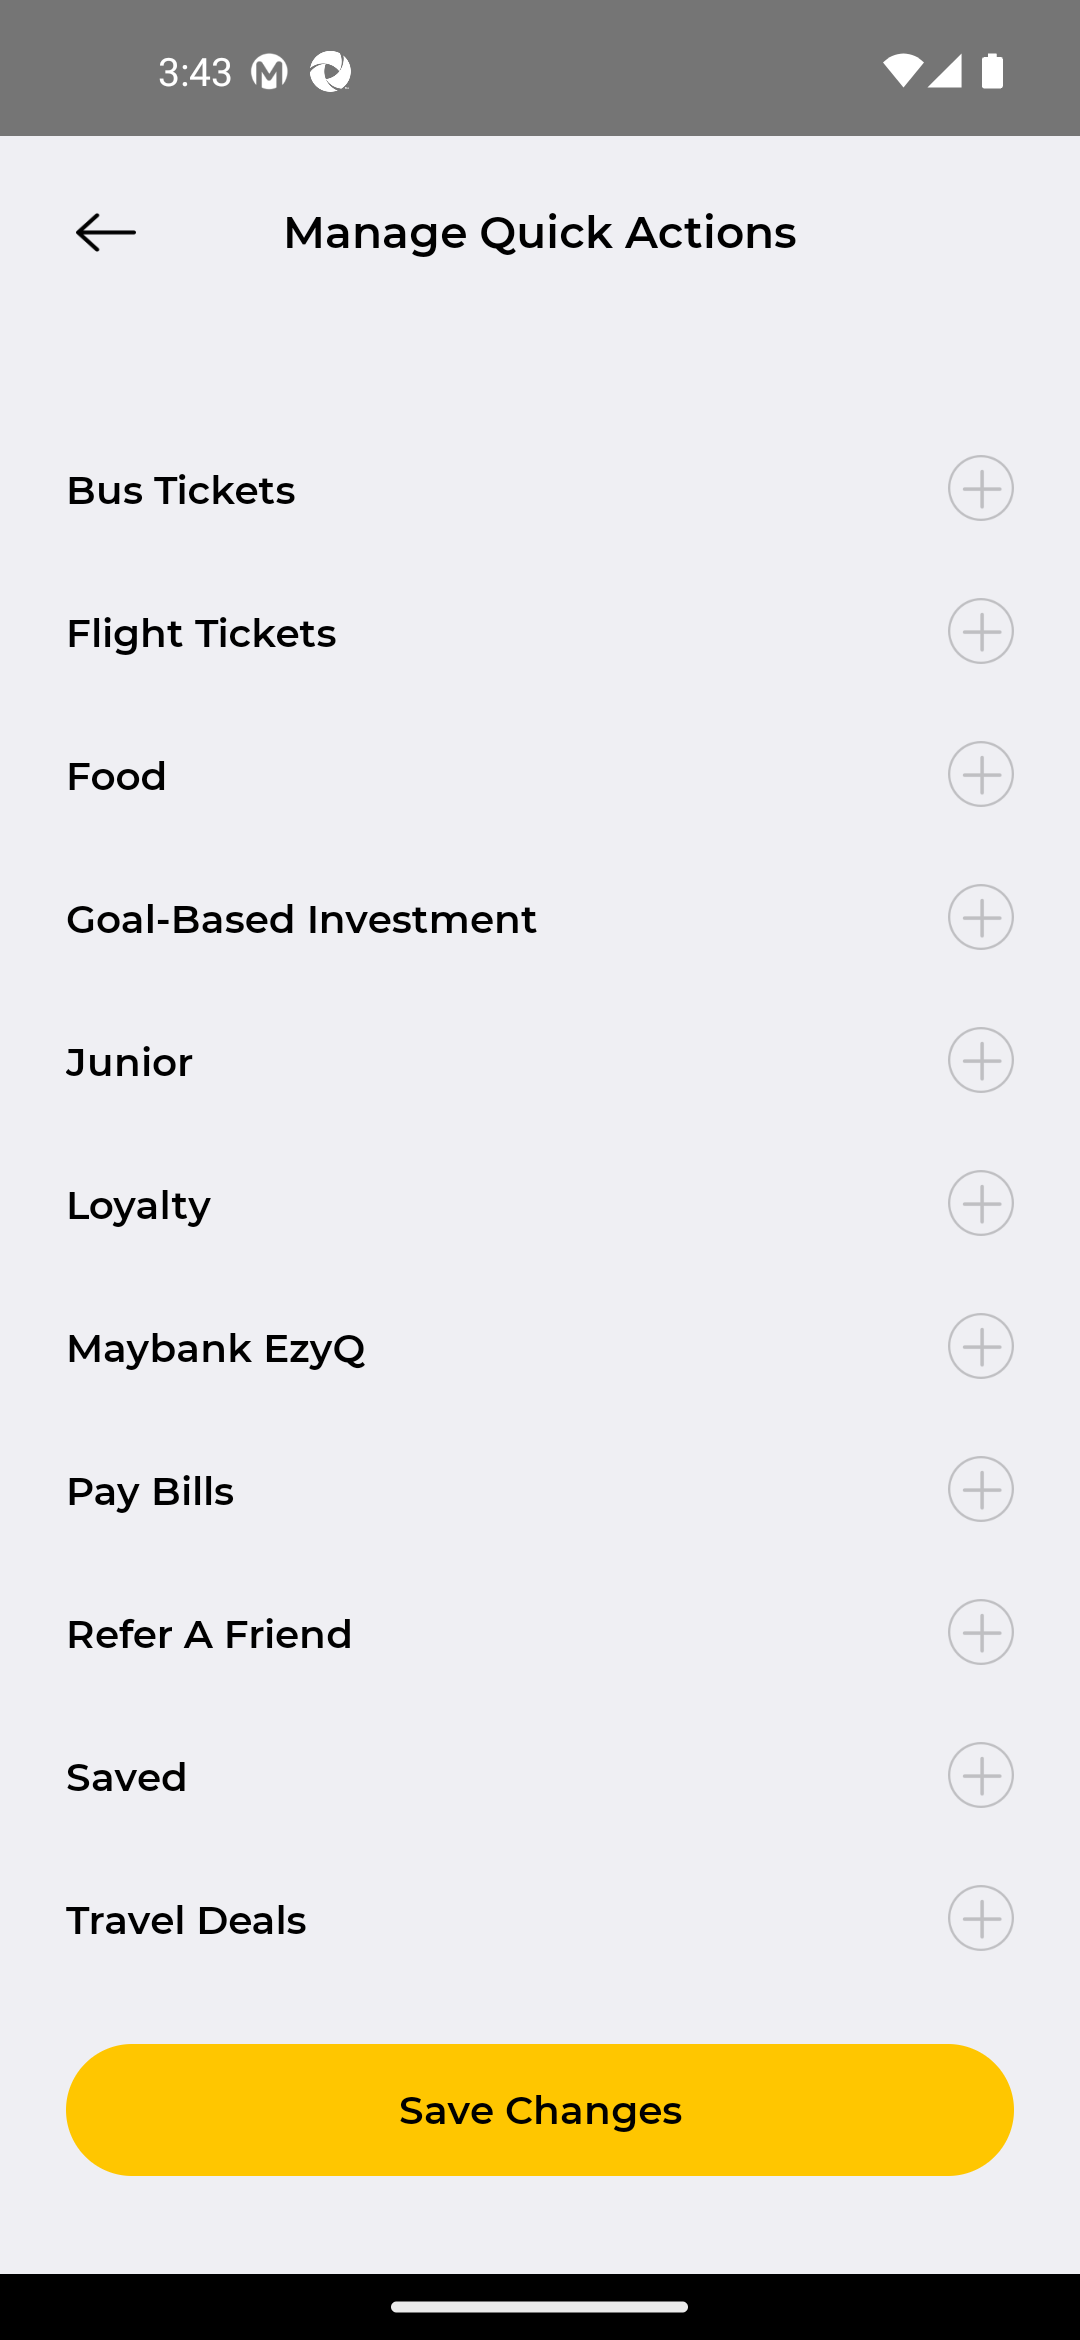 3:43
Manage Quick Actions
Bus Tickets
Flight Tickets
Food
Goal-Based Investment
Junior
Loyalty
Maybank EzyQ
Pay Bills
Refer A Friend
Saved
Travel Deals
Save Changes